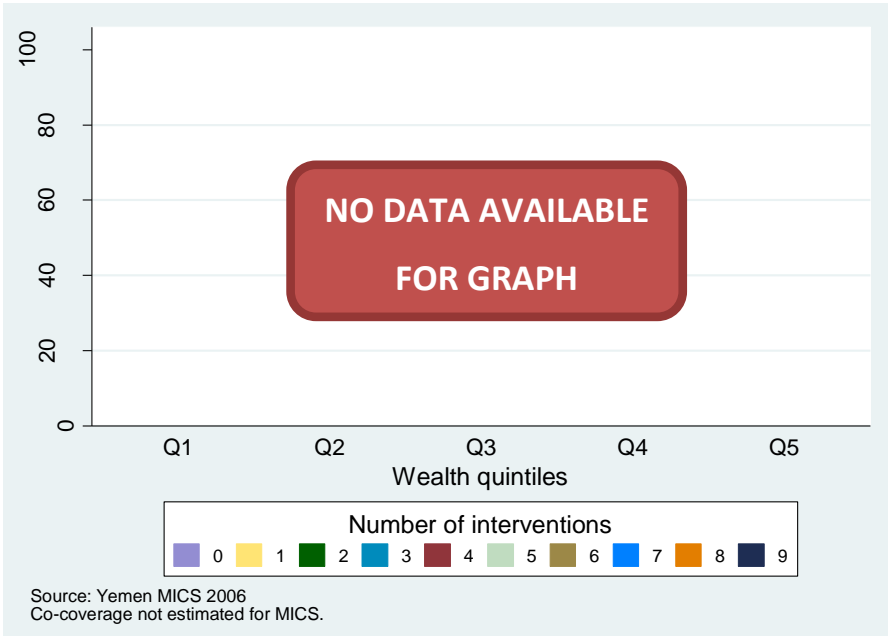 100
80
60
40
20
0
NO DATA AVAILABLE
FOR GRAPH
Q1 Q2 Q3 Q4 Q5
Wealth quintiles
Number of interventions
0 1 2 3 4 5 6 7 8 9
Source: Yemen MICS 2006
Co-coverage not estimated for MICS.